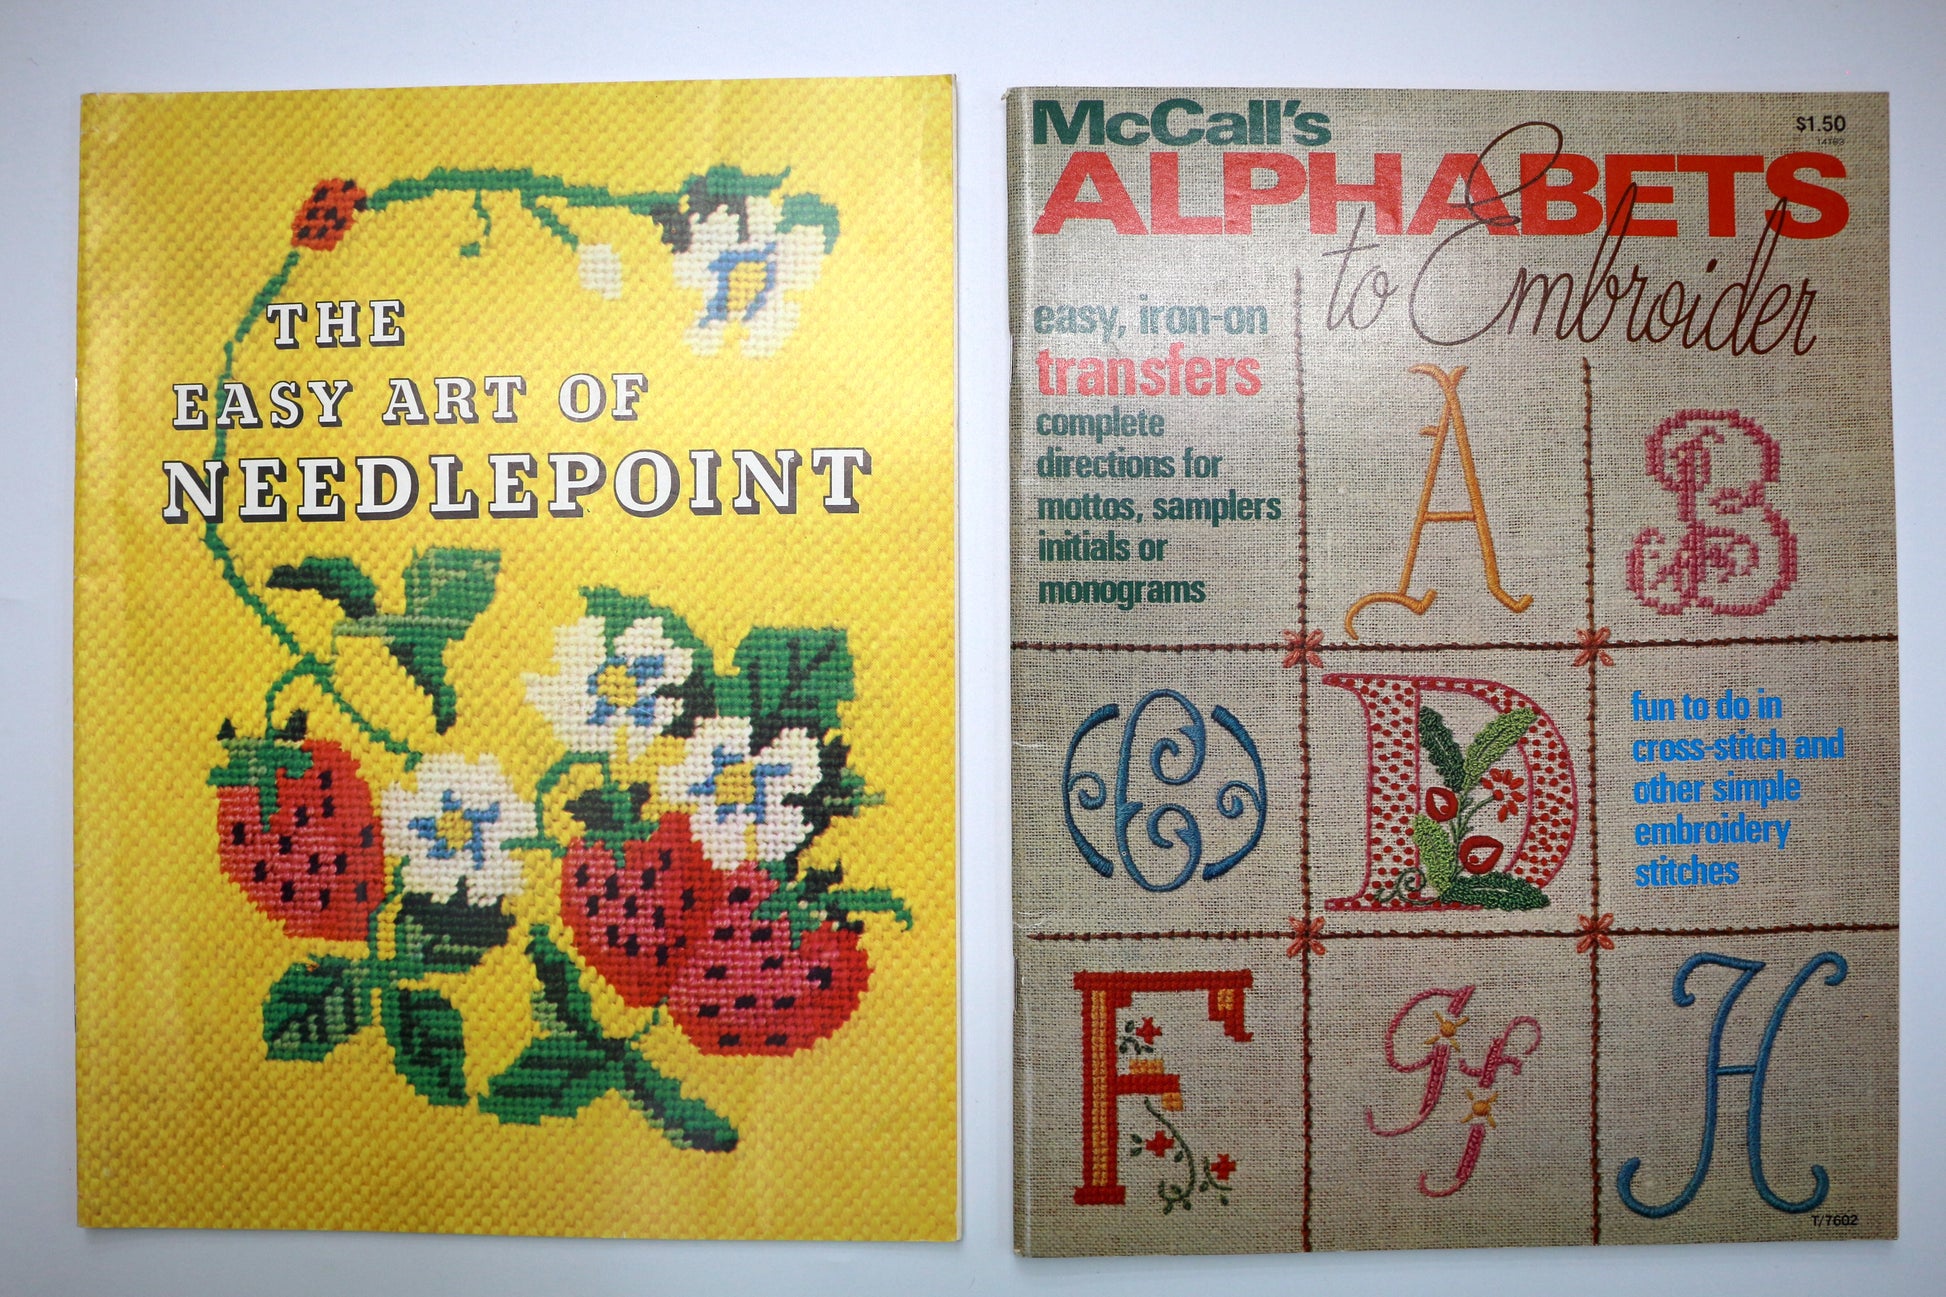 THE
EASY ART OF
NEEDLEPOINT
McCall's
$1.50
14163
ALPHABETS
to Embroider
easy, iron-on
transfers
complete
directions for
mottos, samplers
initials or
monograms
A
B
C
D
fun to do in
cross-stitch and
other simple
embroidery
stitches
F
G
H
T/7602